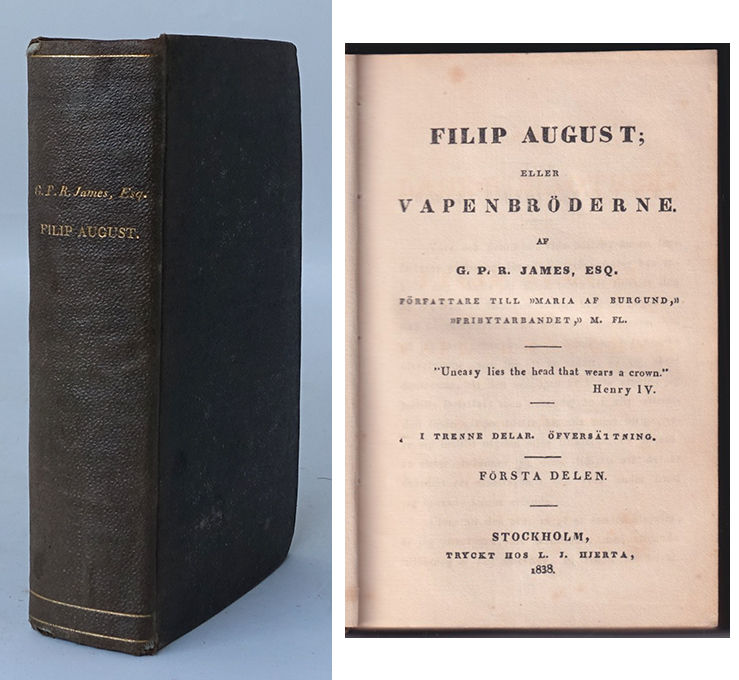 G. P. R. James, Esq.
FILIP AUGUST.
FILIP AUGUST;
ELLER
VAPENBRÖDERNE.
AF
G. P. R. JAMES, ESQ.
FÖRFATTARE TILL »MARIA AF BURGUND,»
»FRIBYTARBANDET,» M. FL.
"Uneasy lies the head that wears a crown."
Henry IV.
I TRENNE DELAR. ÖFVERSÄTTNING.
FÖRSTA DELEN.
STOCKHOLM,
TRYCKT HOS L. J. HJERTA,
1838.